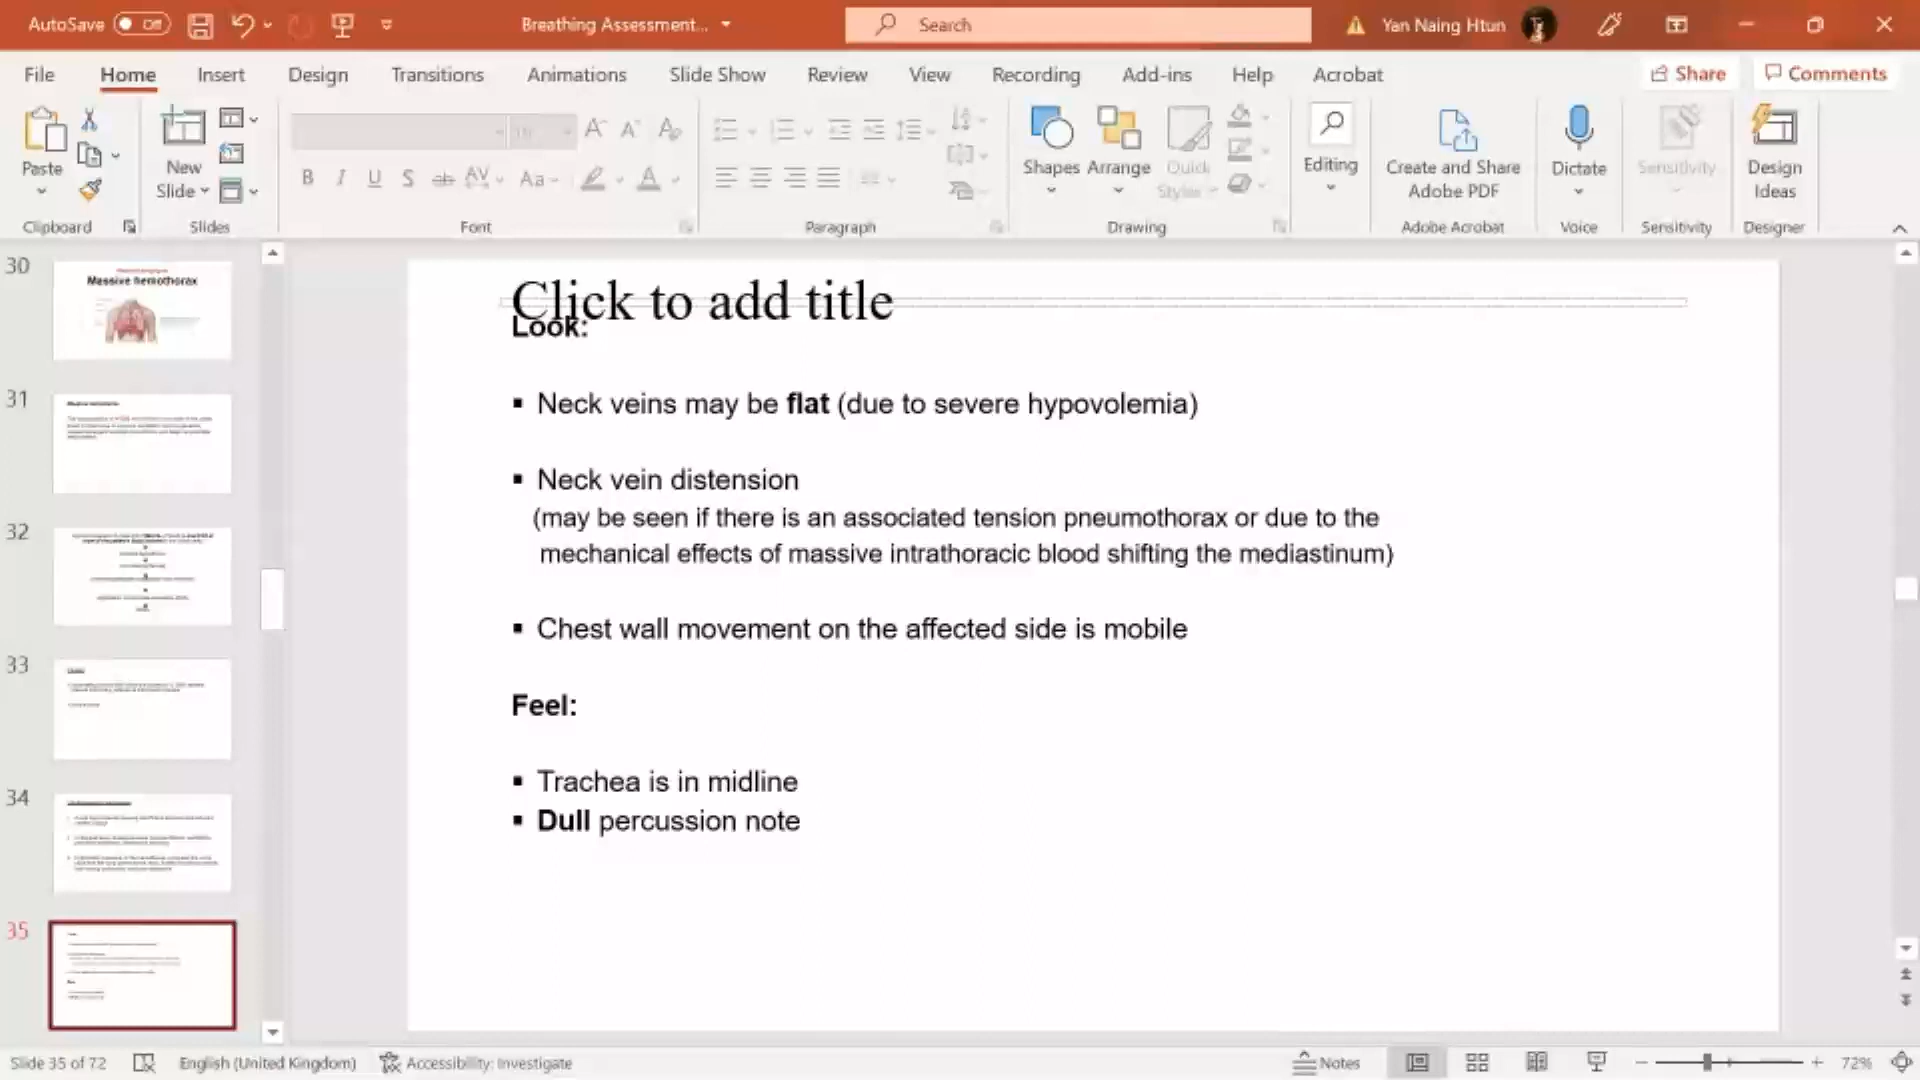 AutoSave Off Breathing Assessment... Search Yan Naing Htun
File Home Insert Design Transitions Animations Slide Show Review View Recording Add-ins Help Acrobat Share Comments
Paste New Slide Shapes Arrange Quick Styles Editing Create and Share Adobe PDF Dictate Sensitivity Design Ideas
B I U S ab AV Aa A
Clipboard Slides Font Paragraph Drawing Adobe Acrobat Voice Sensitivity Designer
30
Massive hemothorax
31
32
33
34
35
Click to add title
Look:
▪ Neck veins may be flat (due to severe hypovolemia)
▪ Neck vein distension
(may be seen if there is an associated tension pneumothorax or due to the
mechanical effects of massive intrathoracic blood shifting the mediastinum)
▪ Chest wall movement on the affected side is mobile
Feel:
▪ Trachea is in midline
▪ Dull percussion note
Slide 35 of 72 English (United Kingdom) Accessibility: Investigate Notes 72%